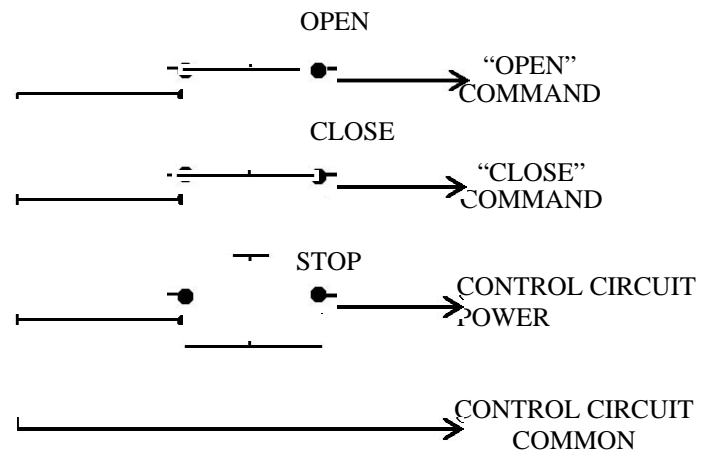 OPEN
“OPEN”
COMMAND
CLOSE
“CLOSE”
COMMAND
STOP
CONTROL CIRCUIT
POWER
CONTROL CIRCUIT
COMMON